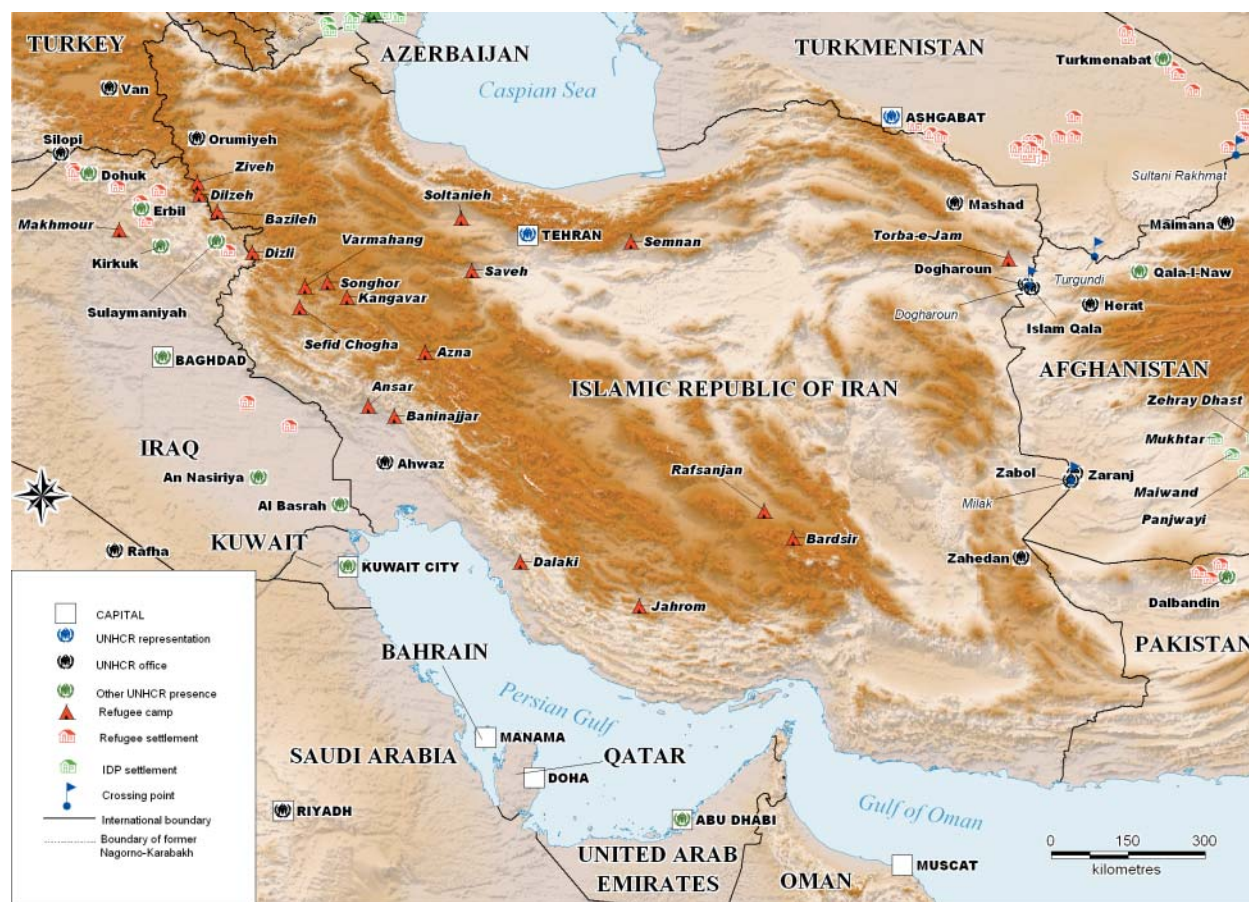 TURKEY
AZERBAIJAN
TURKMENISTAN
Turkmenabat
Van
Caspian Sea
ASHGABAT
Silopi
Orumiyeh
Ziveh
Dohuk
Dilzeh
Soltanieh
Sultani Rakhmat
Erbil
Bazileh
Mashad
Makhmour
Varmahang
TEHRAN
Semnan
Torba-e-Jam
Maimana
Kirkuk
Dizli
Songhor
Saveh
Dogharoun
Turgundi
Qala-I-Naw
Kangavar
Sulaymaniyah
Dogharoun
Herat
Islam Qala
Sefid Chogha
Azna
BAGHDAD
ISLAMIC REPUBLIC OF IRAN
AFGHANISTAN
Ansar
Zehray Dhast
Baninajjar
Mukhtar
IRAQ
Ahwaz
Rafsanjan
Zabol
Zaranj
An Nasiriya
Milak
Maiwand
Al Basrah
Panjwayi
KUWAIT
Bardsir
Rafha
Zahedan
KUWAIT CITY
Dalaki
Dalbandin
Jahrom
PAKISTAN
BAHRAIN
Persian Gulf
MANAMA
SAUDI ARABIA
QATAR
DOHA
RIYADH
ABU DHABI
Gulf of Oman
UNITED ARAB
EMIRATES
OMAN
MUSCAT
CAPITAL
UNHCR representation
UNHCR office
Other UNHCR presence
Refugee camp
Refugee settlement
IDP settlement
Crossing point
International boundary
Boundary of former
Nagorno-Karabakh
0 150 300
kilometres